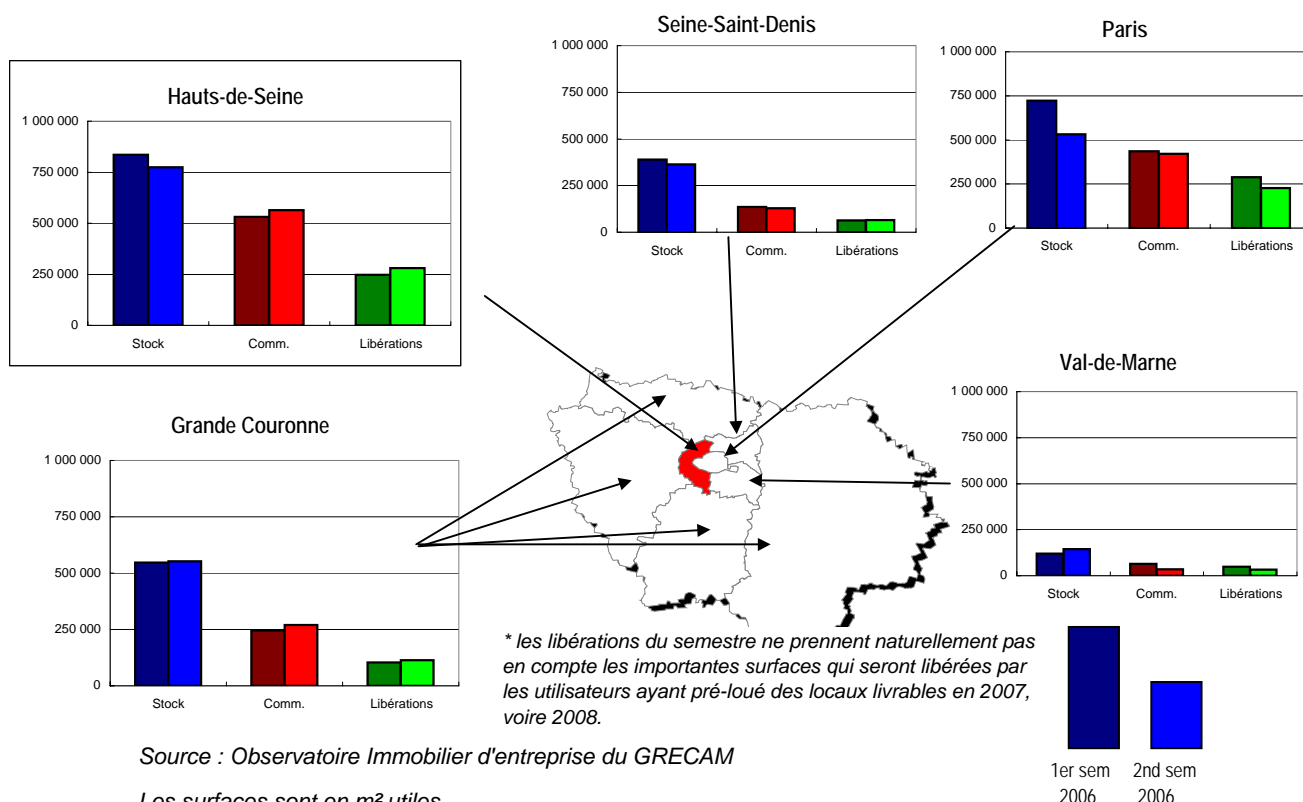 Seine-Saint-Denis
1 000 000
750 000
500 000
250 000
0
Stock
Comm.
Libérations
Paris
1 000 000
750 000
500 000
250 000
0
Stock
Comm.
Libérations
Hauts-de-Seine
1 000 000
750 000
500 000
250 000
0
Stock
Comm.
Libérations
Val-de-Marne
1 000 000
750 000
500 000
250 000
0
Stock
Comm.
Libérations
Grande Couronne
1 000 000
750 000
500 000
250 000
0
Stock
Comm.
Libérations
* les libérations du semestre ne prennent naturellement pas
en compte les importantes surfaces qui seront libérées par
les utilisateurs ayant pré-loué des locaux livrables en 2007,
voire 2008.
1er sem
2006
2nd sem
2006
Source : Observatoire Immobilier d'entreprise du GRECAM
Les surfaces sont en m² utiles